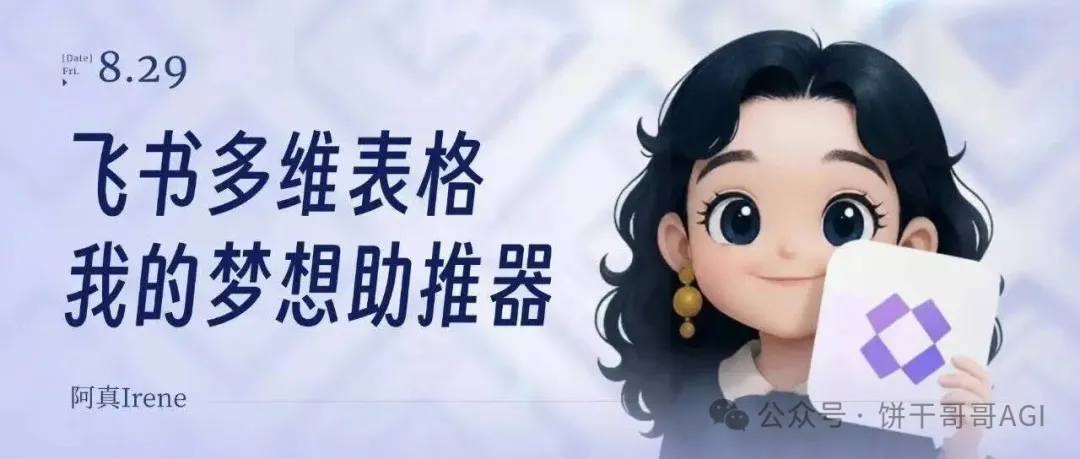 [Date]
Fri.
8.29
飞书多维表格
我的梦想助推器
阿真Irene
公众号 · 饼干哥哥AGI